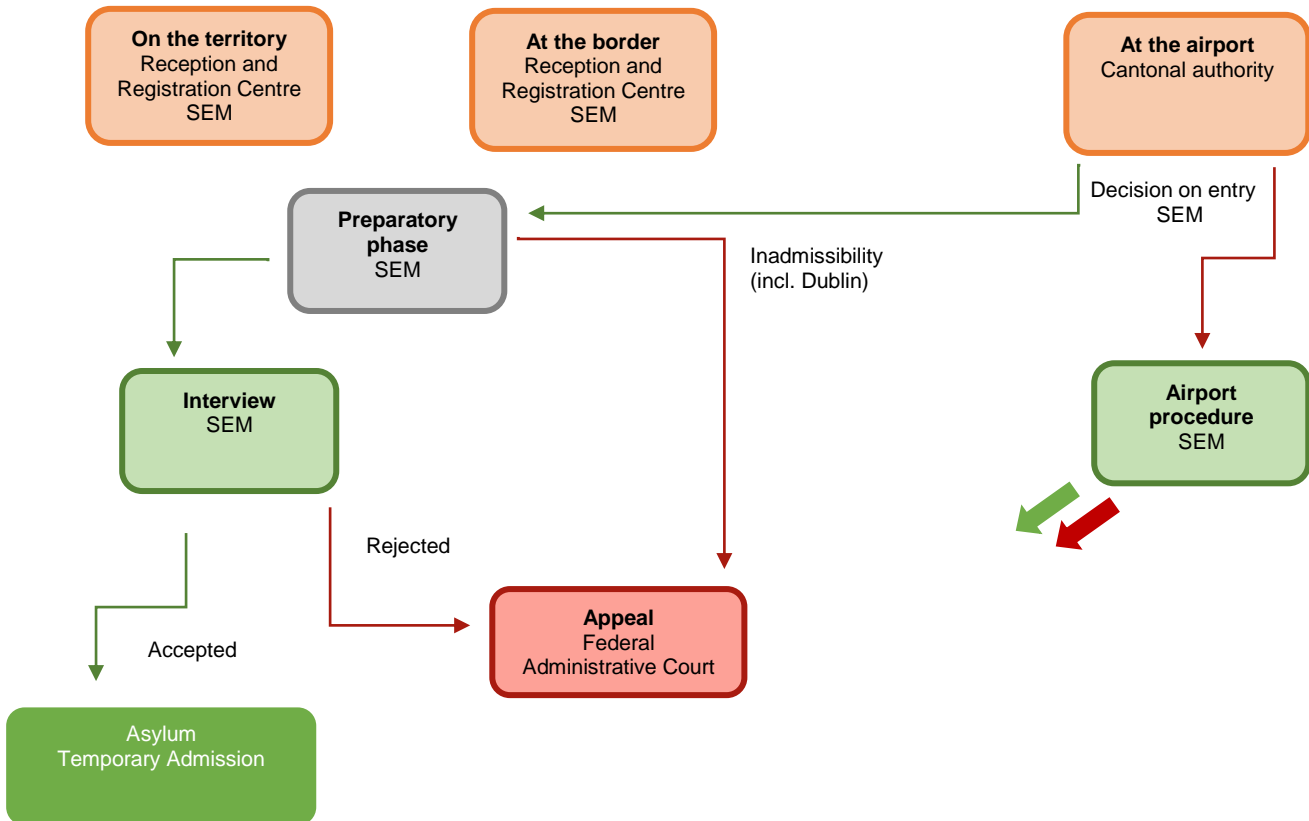 On the territory
Reception and
Registration Centre
SEM
At the border
Reception and
Registration Centre
SEM
At the airport
Cantonal authority
Decision on entry
SEM
Preparatory
phase
SEM
Inadmissibility
(incl. Dublin)
Interview
SEM
Airport
procedure
SEM
Rejected
Accepted
Appeal
Federal
Administrative Court
Asylum
Temporary Admission